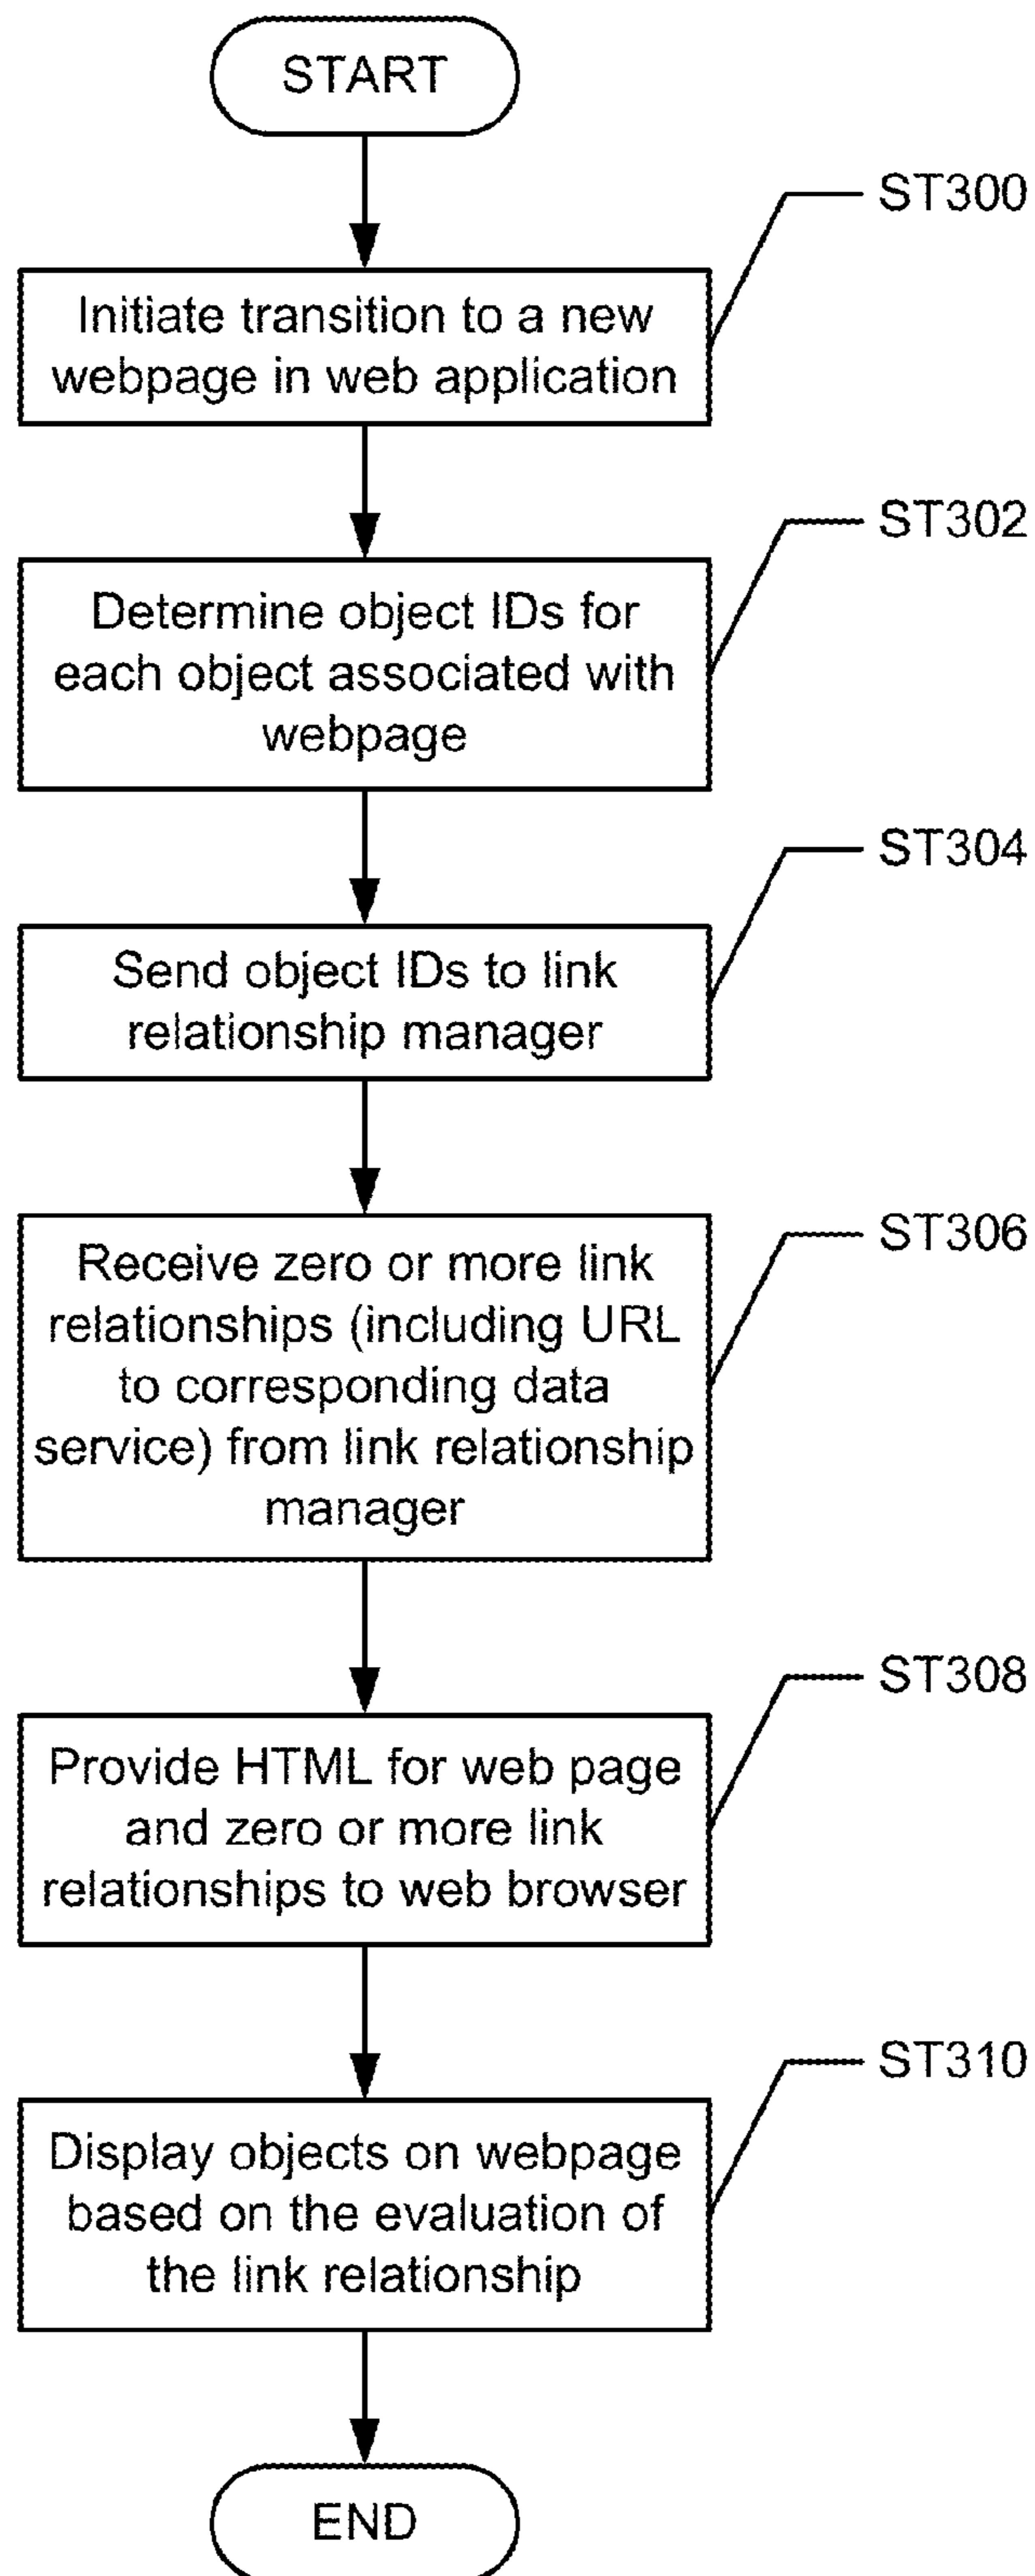 START
ST300
Initiate transition to a new
webpage in web application
ST302
Determine object IDs for
each object associated with
webpage
ST304
Send object IDs to link
relationship manager
ST306
Receive zero or more link
relationships (including URL
to corresponding data
service) from link relationship
manager
ST308
Provide HTML for web page
and zero or more link
relationships to web browser
ST310
Display objects on webpage
based on the evaluation of
the link relationship
END